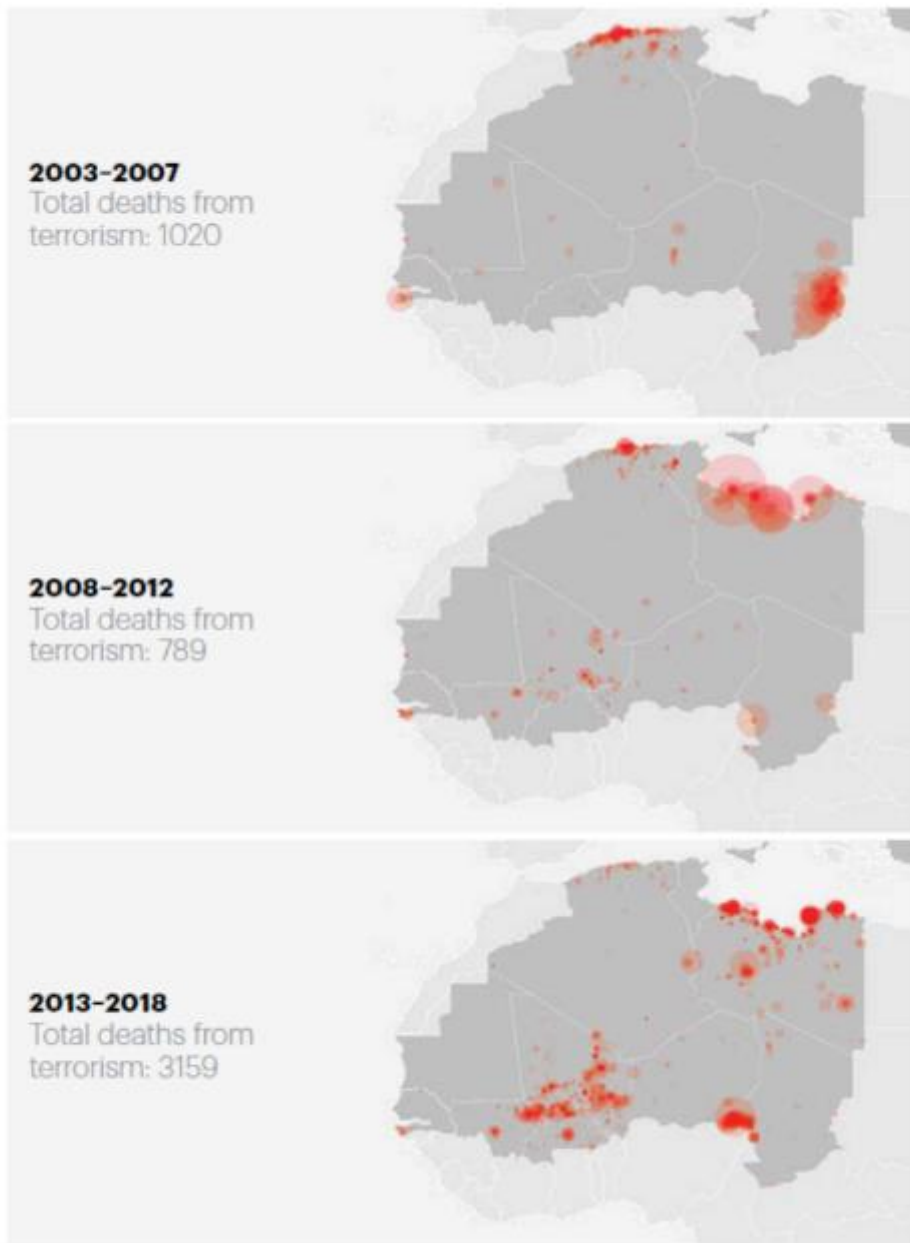 2003–2007
Total deaths from
terrorism: 1020
2008–2012
Total deaths from
terrorism: 789
2013–2018
Total deaths from
terrorism: 3159